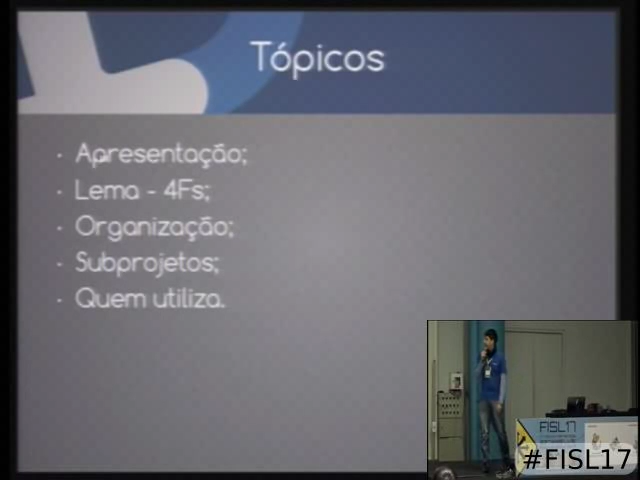 Tópicos
· Apresentação;
· Lema - 4Fs;
· Organização;
· Subprojetos;
· Quem utiliza.
FISL17
#FISL17